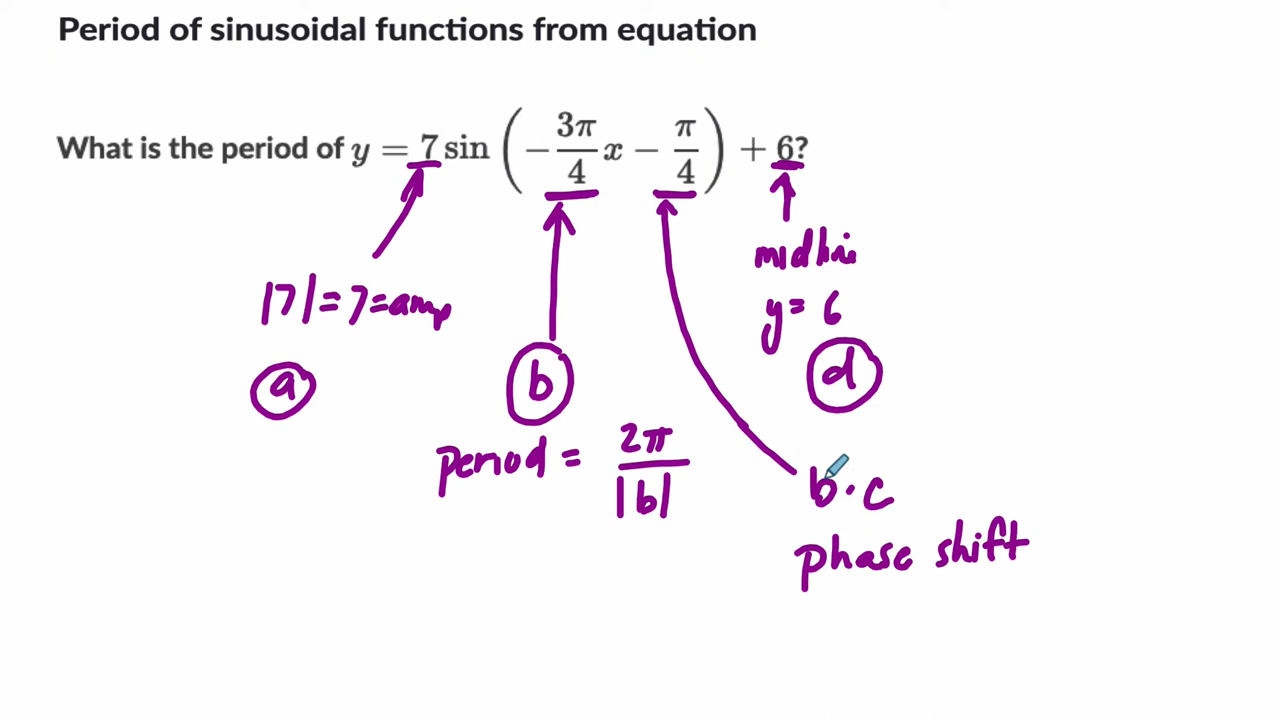 Period of sinusoidal functions from equation
What is the period of y = 7 sin (−3π/4 x − π/4) + 6?
midline
|7| = 7 = amp
y = 6
a
b
d
period = 2π/|b|
b · c
phase shift